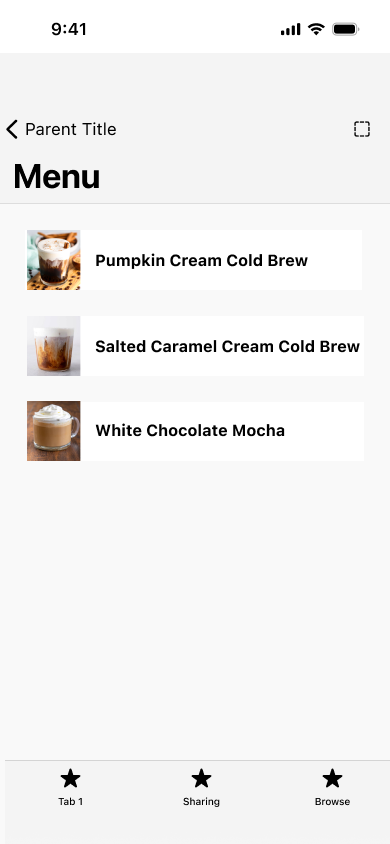 9:41
Parent Title
Menu
Pumpkin Cream Cold Brew
Salted Caramel Cream Cold Brew
White Chocolate Mocha
Tab 1
Sharing
Browse